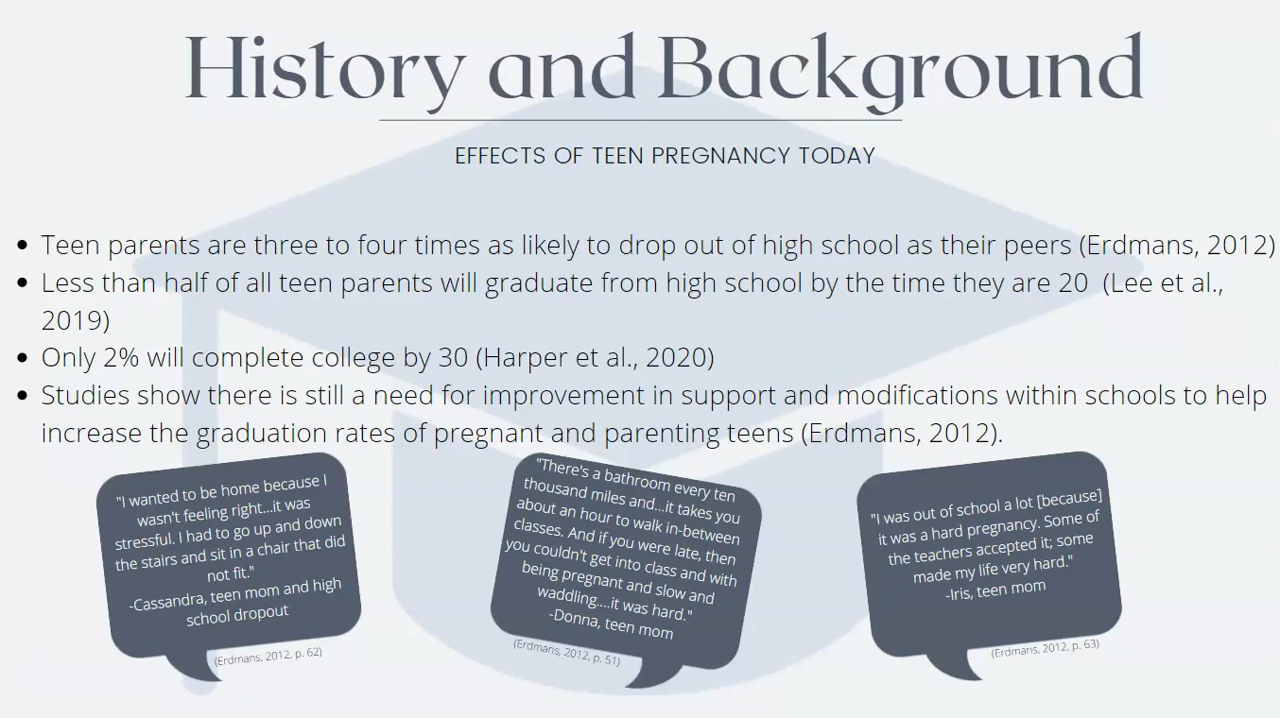 History and Background
EFFECTS OF TEEN PREGNANCY TODAY
• Teen parents are three to four times as likely to drop out of high school as their peers (Erdmans, 2012)
• Less than half of all teen parents will graduate from high school by the time they are 20  (Lee et al.,
2019)
• Only 2% will complete college by 30 (Harper et al., 2020)
• Studies show there is still a need for improvement in support and modifications within schools to help
increase the graduation rates of pregnant and parenting teens (Erdmans, 2012).
"I wanted to be home because I
wasn't feeling right...it was
stressful. I had to go up and down
the stairs and sit in a chair that did
not fit."
-Cassandra, teen mom and high
school dropout
(Erdmans, 2012, p. 62)
"There's a bathroom every ten
thousand miles and...it takes you
about an hour to walk in-between
classes. And if you were late, then
you couldn't get into class and with
being pregnant and slow and
waddling....it was hard."
-Donna, teen mom
(Erdmans, 2012, p. 51)
"I was out of school a lot [because]
it was a hard pregnancy. Some of
the teachers accepted it; some
made my life very hard."
-Iris, teen mom
(Erdmans, 2012, p. 63)